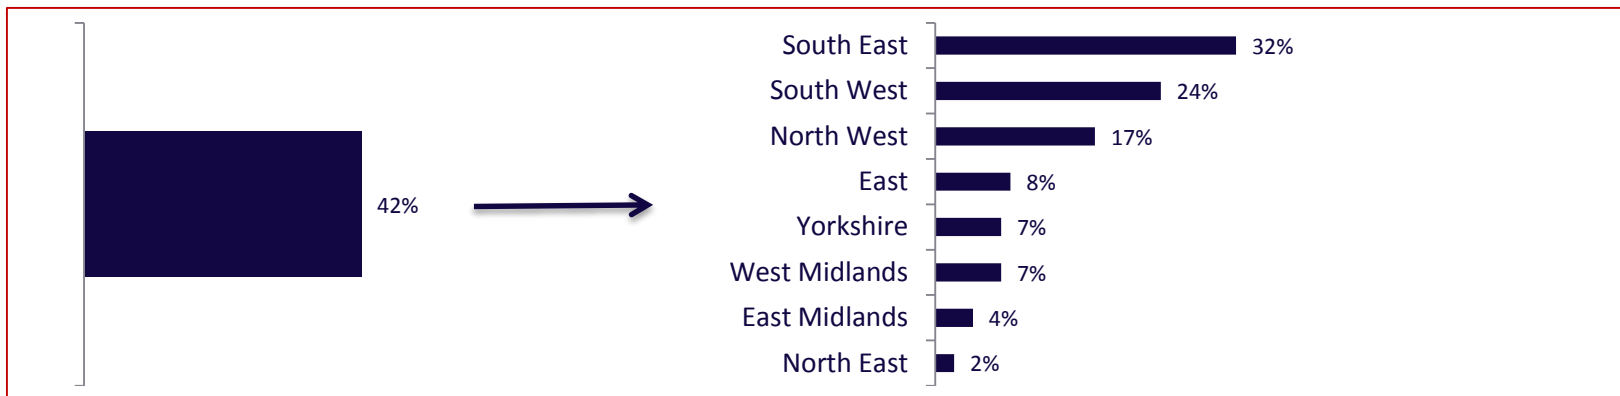 42%
South East 32%
South West 24%
North West 17%
East 8%
Yorkshire 7%
West Midlands 7%
East Midlands 4%
North East 2%